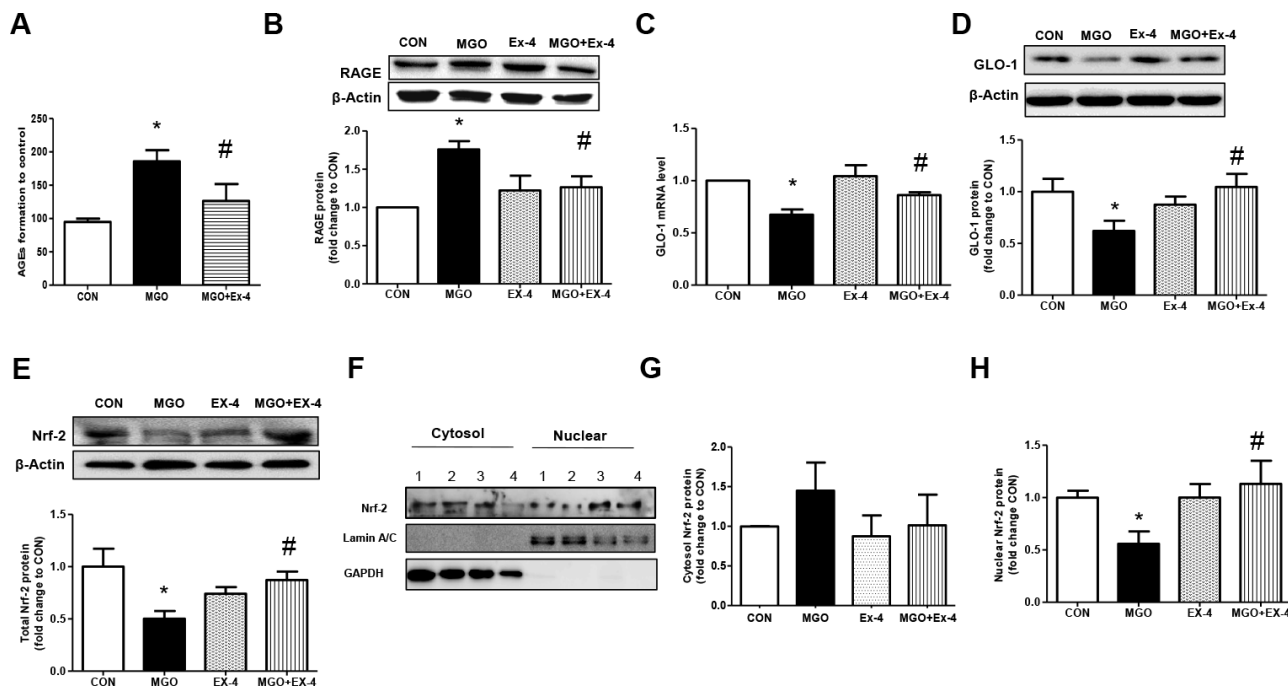 A
AGEs formation to control
250
200
150
100
50
0
*
#
CON MGO MGO+Ex-4
B
CON MGO Ex-4 MGO+Ex-4
RAGE
β-Actin
RAGE protein
(fold change to CON)
2.0
1.5
1.0
0.5
0.0
*
#
CON MGO EX-4 MGO+EX-4
C
GLO-1 mRNA level
1.5
1.0
0.5
0.0
*
#
CON MGO Ex-4 MGO+Ex-4
D
CON MGO Ex-4 MGO+Ex-4
GLO-1
β-Actin
GLO-1 protein
(fold change to CON)
1.5
1.0
0.5
0.0
*
#
CON MGO Ex-4 MGO+Ex-4
E
CON MGO EX-4 MGO+EX-4
Nrf-2
β-Actin
Total Nrf-2 protein
(fold change to CON)
1.5
1.0
0.5
0.0
*
#
CON MGO EX-4 MGO+EX-4
F
Cytosol Nuclear
1 2 3 4 1 2 3 4
Nrf-2
Lamin A/C
GAPDH
G
Cytosol Nrf-2 protein
(fold change to CON)
2.0
1.5
1.0
0.5
0.0
CON MGO Ex-4 MGO+Ex-4
H
Nuclear Nrf-2 protein
(fold change CON)
1.5
1.0
0.5
0.0
*
#
CON MGO EX-4 MGO+EX-4